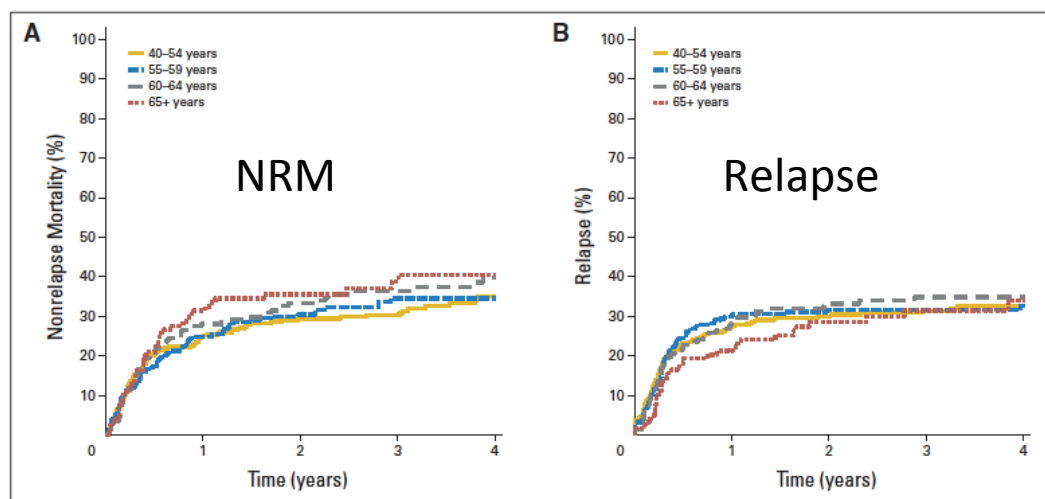 A
100
90
80
70
60
50
40
30
20
10
0
1
2
3
4
Nonrelapse Mortality (%)
Time (years)
40–54 years
55–59 years
60–64 years
65+ years
NRM
B
100
90
80
70
60
50
40
30
20
10
0
1
2
3
4
Relapse (%)
Time (years)
40–54 years
55–59 years
60–64 years
65+ years
Relapse